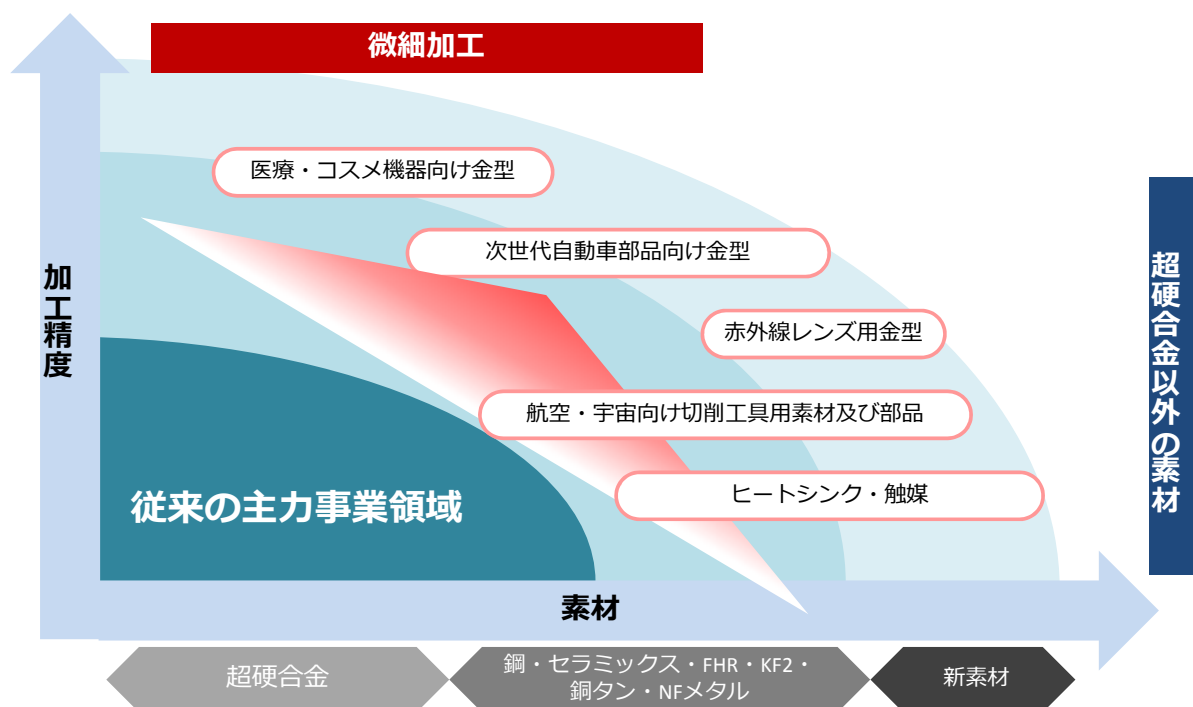 微細加工
医療・コスメ機器向け金型
次世代自動車部品向け金型
赤外線レンズ用金型
航空・宇宙向け切削工具用素材及び部品
ヒートシンク・触媒
従来の主力事業領域
加工精度
超硬合金以外の素材
素材
超硬合金
鋼・セラミックス・FHR・KF2・
銅タン・NFメタル
新素材